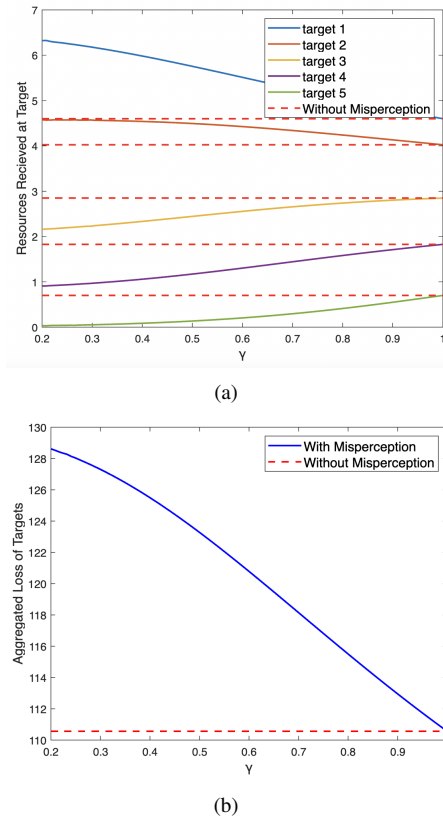 7
6
5
4
3
2
1
0
Resources Recieved at Target
target 1
target 2
target 3
target 4
target 5
Without Misperception
0.2 0.3 0.4 0.5 0.6 0.7 0.8 0.9 1
γ
(a)
130
128
126
124
122
120
118
116
114
112
110
Aggregated Loss of Targets
With Misperception
Without Misperception
0.2 0.3 0.4 0.5 0.6 0.7 0.8 0.9
γ
(b)